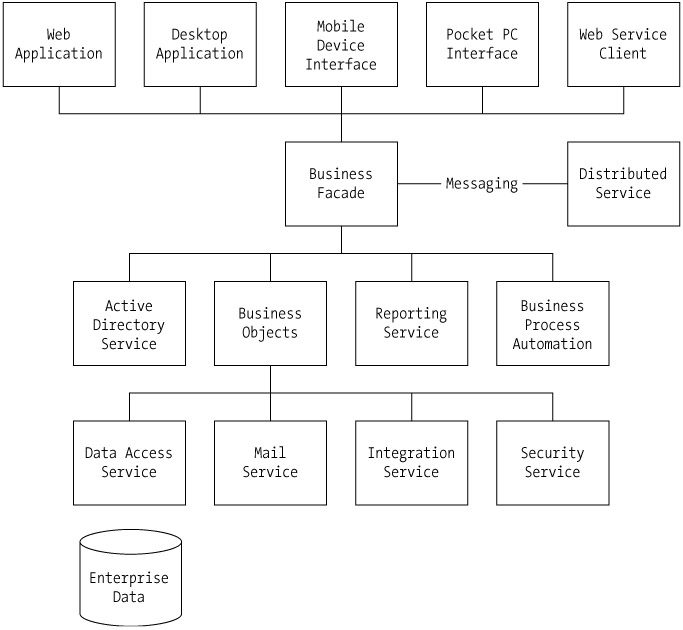 Web
Application
Desktop
Application
Mobile
Device
Interface
Pocket PC
Interface
Web Service
Client
Business
Facade
Messaging
Distributed
Service
Active
Directory
Service
Business
Objects
Reporting
Service
Business
Process
Automation
Data Access
Service
Mail
Service
Integration
Service
Security
Service
Enterprise
Data